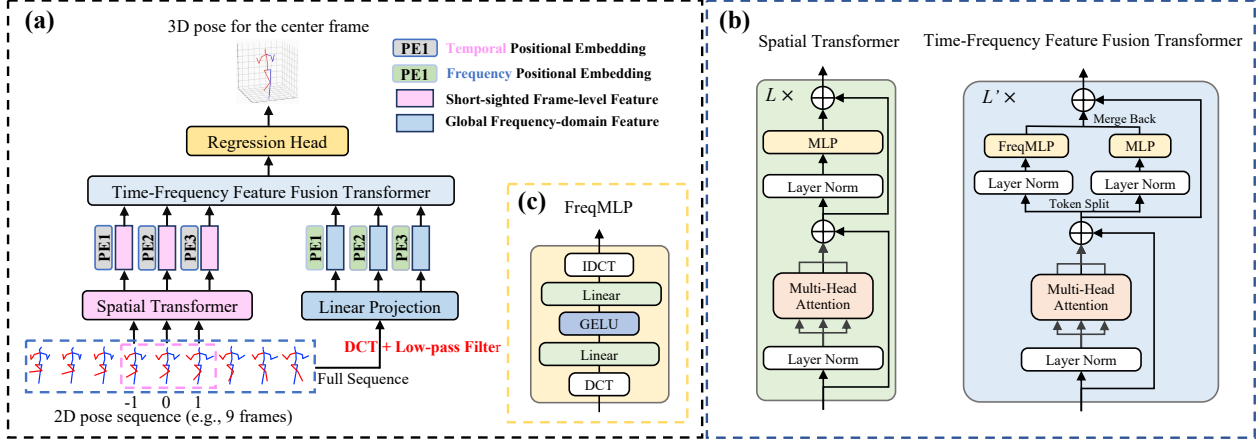 (a)
3D pose for the center frame
PE1 Temporal Positional Embedding
PE1 Frequency Positional Embedding
Short-sighted Frame-level Feature
Global Frequency-domain Feature
Regression Head
Time-Frequency Feature Fusion Transformer
PE1 PE2 PE3
PE1 PE2 PE3
Spatial Transformer
Linear Projection
DCT + Low-pass Filter
Full Sequence
-1 0 1
2D pose sequence (e.g., 9 frames)
(c)
FreqMLP
IDCT
Linear
GELU
Linear
DCT
(b)
Spatial Transformer
L ×
MLP
Layer Norm
Multi-Head
Attention
Layer Norm
Time-Frequency Feature Fusion Transformer
L' ×
Merge Back
FreqMLP
MLP
Layer Norm
Layer Norm
Token Split
Multi-Head
Attention
Layer Norm